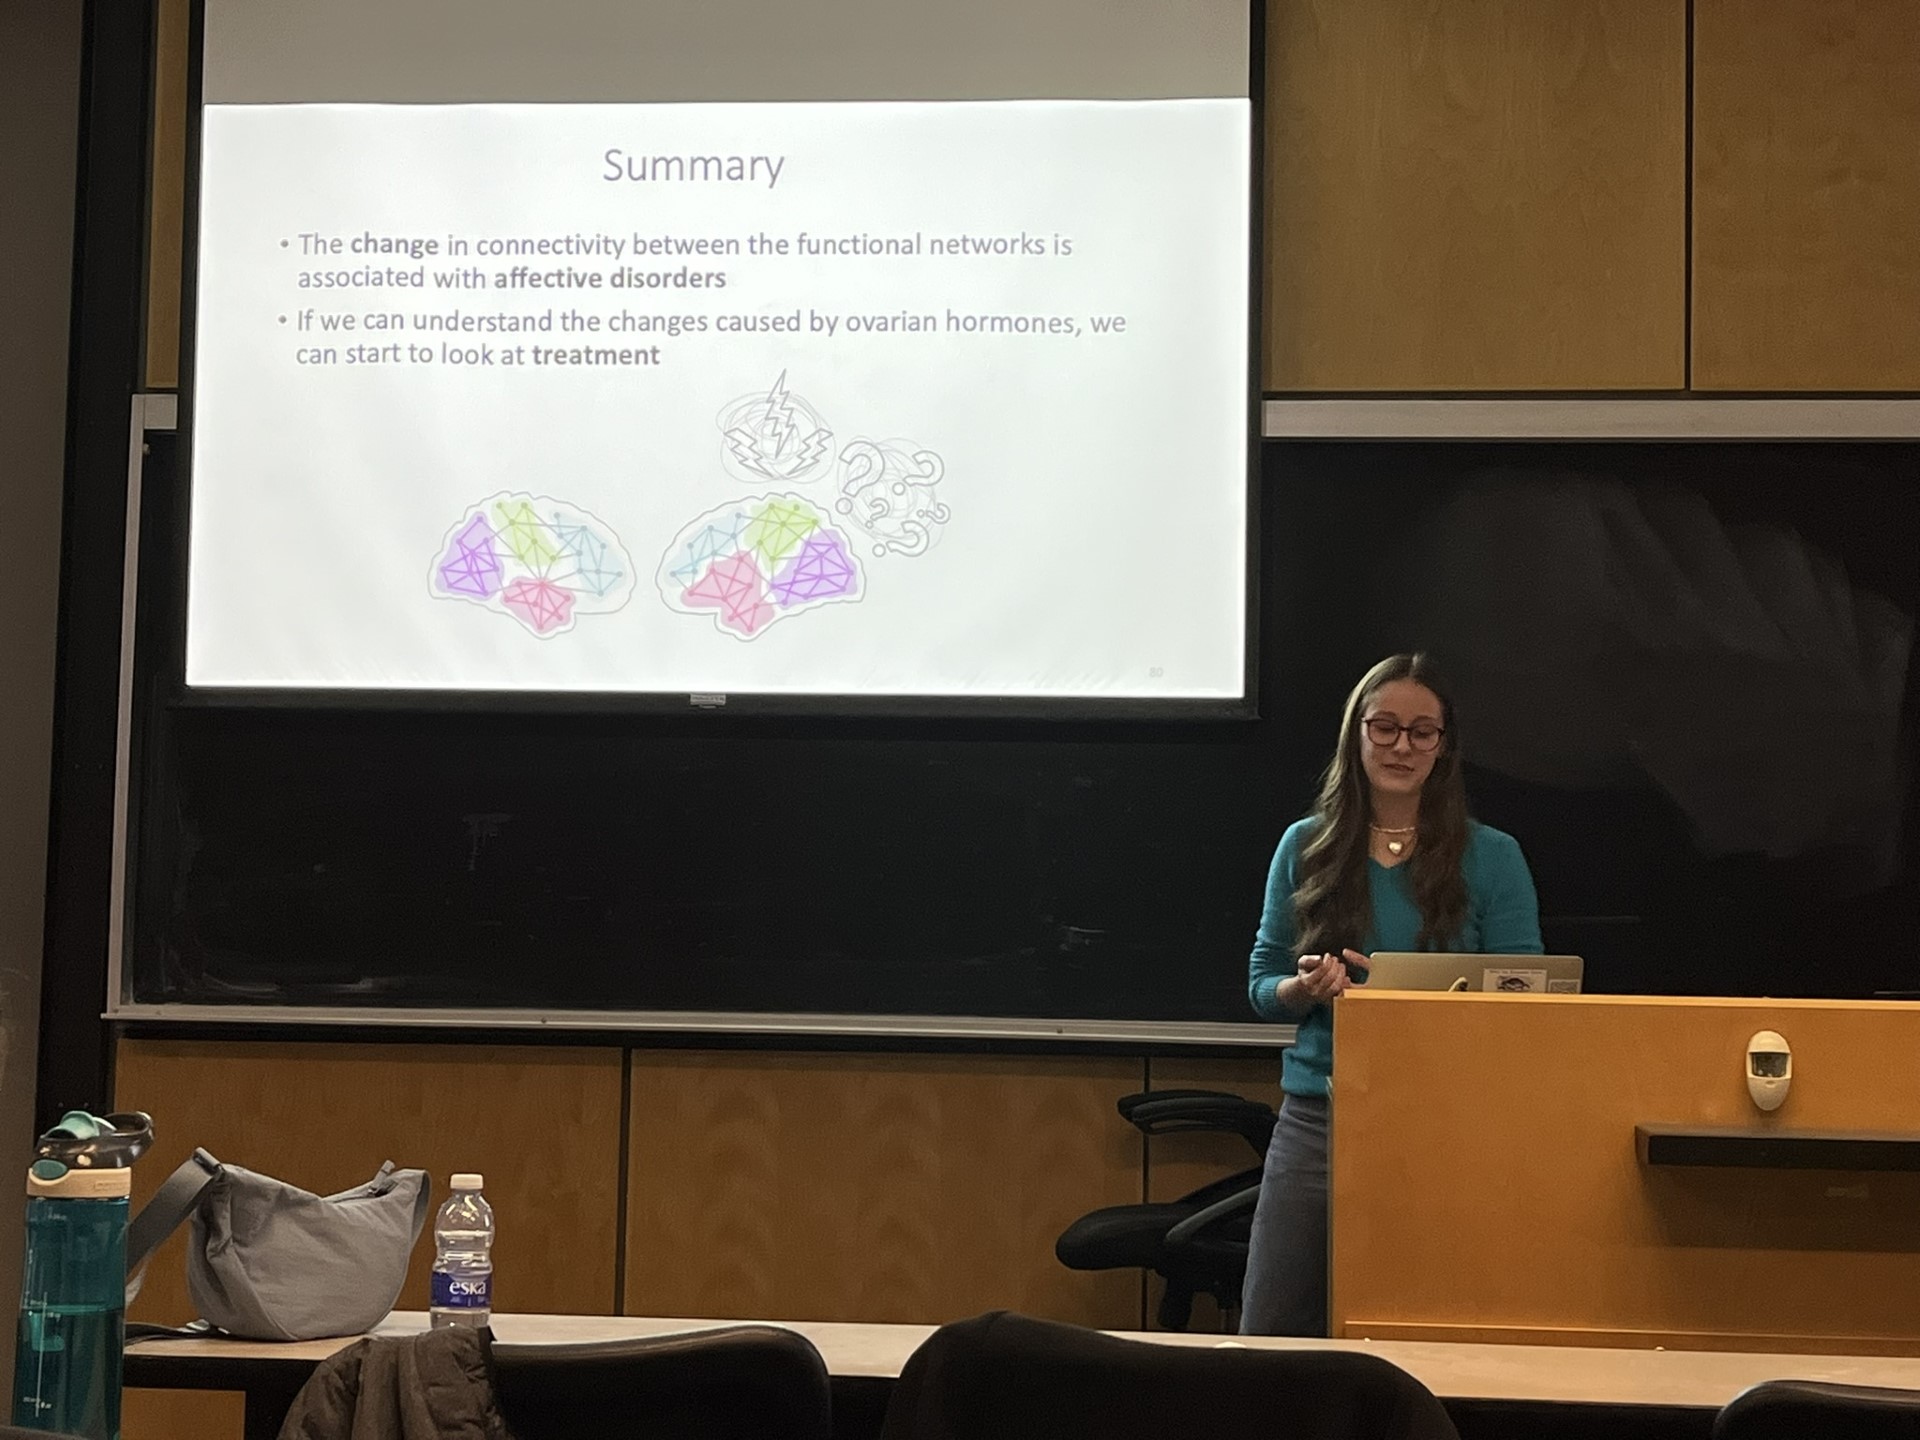 Summary
• The change in connectivity between the functional networks is
associated with affective disorders
• If we can understand the changes caused by ovarian hormones, we
can start to look at treatment
? ? ? ? ?
80
eska